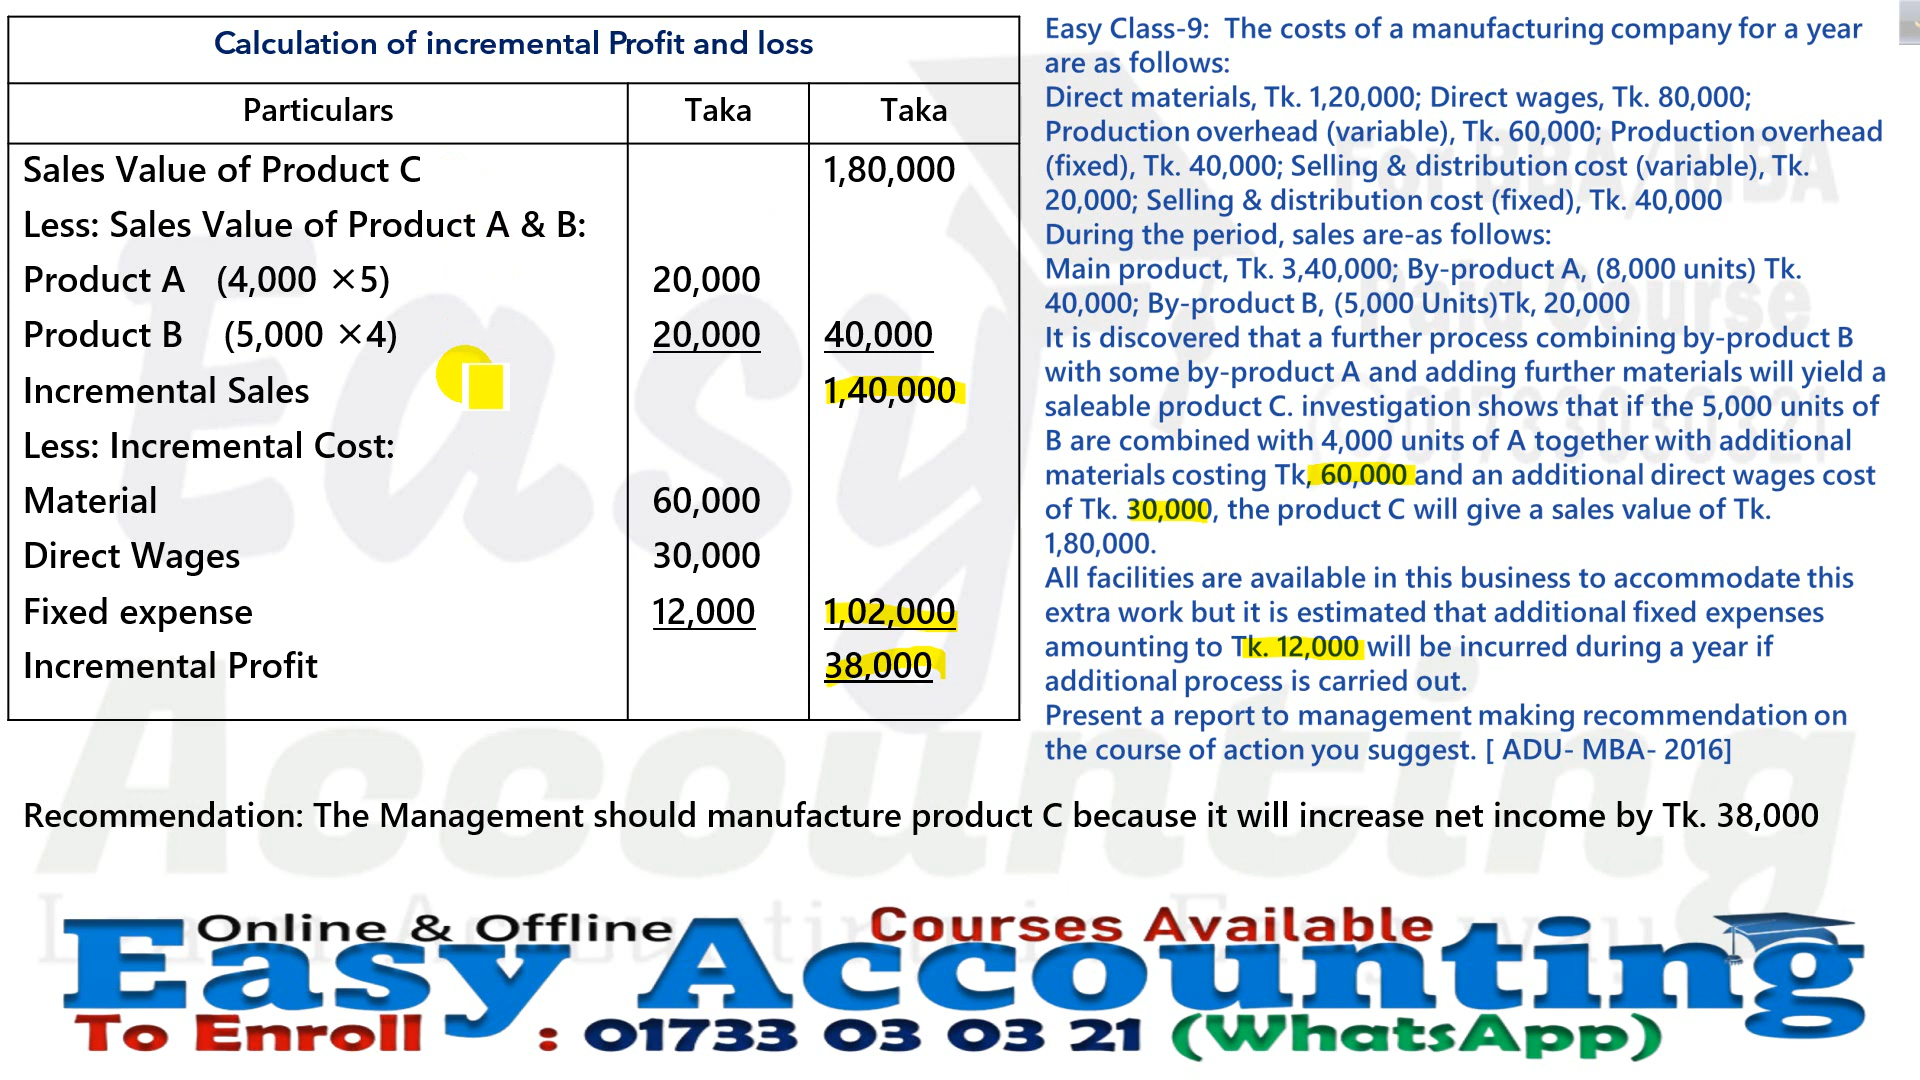 Calculation of incremental Profit and loss
Particulars Taka Taka
Sales Value of Product C 1,80,000
Less: Sales Value of Product A & B:
Product A (4,000 ×5) 20,000
Product B (5,000 ×4) 20,000 40,000
Incremental Sales 1,40,000
Less: Incremental Cost:
Material 60,000
Direct Wages 30,000
Fixed expense 12,000 1,02,000
Incremental Profit 38,000
Easy Class-9: The costs of a manufacturing company for a year
are as follows:
Direct materials, Tk. 1,20,000; Direct wages, Tk. 80,000;
Production overhead (variable), Tk. 60,000; Production overhead
(fixed), Tk. 40,000; Selling & distribution cost (variable), Tk.
20,000; Selling & distribution cost (fixed), Tk. 40,000
During the period, sales are-as follows:
Main product, Tk. 3,40,000; By-product A, (8,000 units) Tk.
40,000; By-product B, (5,000 Units)Tk, 20,000
It is discovered that a further process combining by-product B
with some by-product A and adding further materials will yield a
saleable product C. investigation shows that if the 5,000 units of
B are combined with 4,000 units of A together with additional
materials costing Tk, 60,000 and an additional direct wages cost
of Tk. 30,000, the product C will give a sales value of Tk.
1,80,000.
All facilities are available in this business to accommodate this
extra work but it is estimated that additional fixed expenses
amounting to Tk. 12,000 will be incurred during a year if
additional process is carried out.
Present a report to management making recommendation on
the course of action you suggest. [ ADU- MBA- 2016]
Recommendation: The Management should manufacture product C because it will increase net income by Tk. 38,000
Online & Offline Courses Available
Easy Accounting
To Enroll : 01733 03 03 21 (WhatsApp)